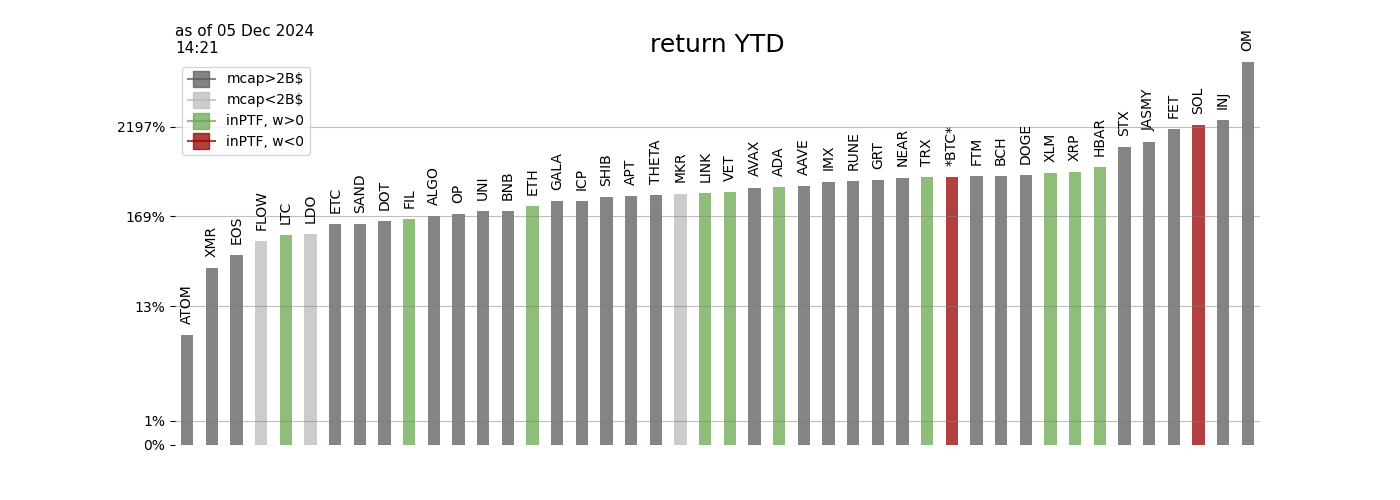 as of 05 Dec 2024
14:21
return YTD
mcap>2B$
mcap<2B$
inPTF, w>0
inPTF, w<0
2197%
169%
13%
1%
0%
ATOM
XMR
EOS
FLOW
LTC
LDO
ETC
SAND
DOT
FIL
ALGO
OP
UNI
BNB
ETH
GALA
ICP
SHIB
APT
THETA
MKR
LINK
VET
AVAX
ADA
AAVE
IMX
RUNE
GRT
NEAR
TRX
*BTC*
FTM
BCH
DOGE
XLM
XRP
HBAR
STX
JASMY
FET
SOL
INJ
OM